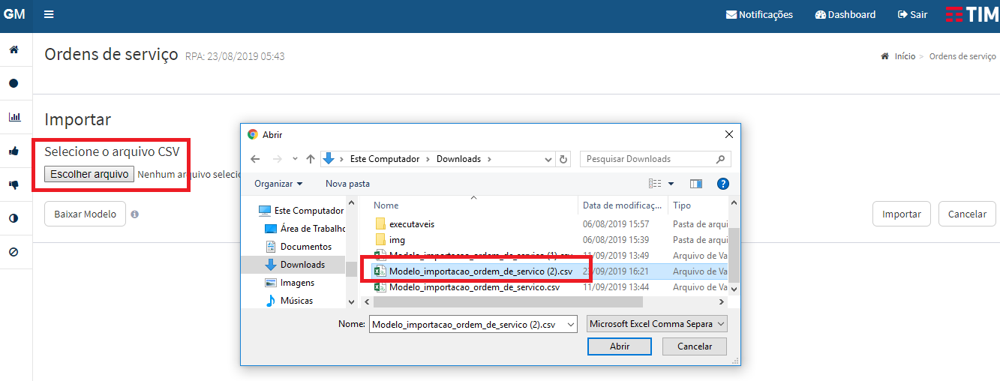 GM Notificações Dashboard Sair TIM
Ordens de serviço RPA: 23/08/2019 05:43
Início > Ordens de serviço
Importar
Selecione o arquivo CSV
Escolher arquivo Nenhum arquivo selecio
Baixar Modelo
Importar Cancelar
Abrir
Este Computador > Downloads >
Pesquisar Downloads
Organizar Nova pasta
Este Computador
Área de Trabalho
Documentos
Downloads
Imagens
Músicas
Nome Data de modificaç... Tipo
executaveis 06/08/2019 15:57 Pasta de arqui
img 06/08/2019 15:39 Pasta de arqui
Modelo_importacao_ordem_de_servico (1).csv 11/09/2019 13:49 Arquivo de Va
Modelo_importacao_ordem_de_servico (2).csv 23/09/2019 16:21 Arquivo de Va
Modelo_importacao_ordem_de_servico.csv 11/09/2019 13:44 Arquivo de Va
Nome: Modelo_importacao_ordem_de_servico (2).csv Microsoft Excel Comma Separa
Abrir Cancelar